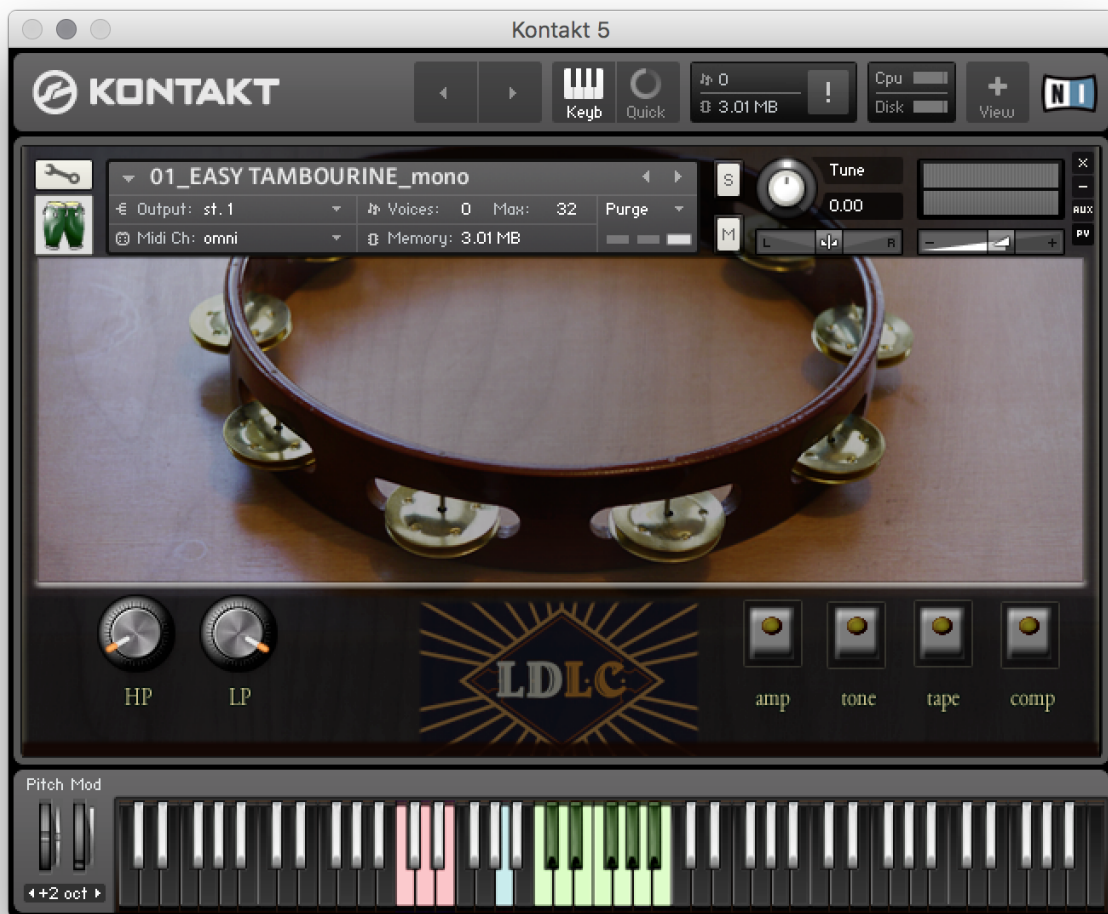 Kontakt 5
KONTAKT
Keyb
Quick
0
3.01 MB
!
Cpu
Disk
+
View
NI
01_EASY TAMBOURINE_mono
Output: st.1
Voices: 0 Max: 32
Purge
Midi Ch: omni
Memory: 3.01 MB
S
M
Tune
0.00
L R
- +
x
-
AUX
PV
HP
LP
LDLC
amp
tone
tape
comp
Pitch Mod
+2 oct